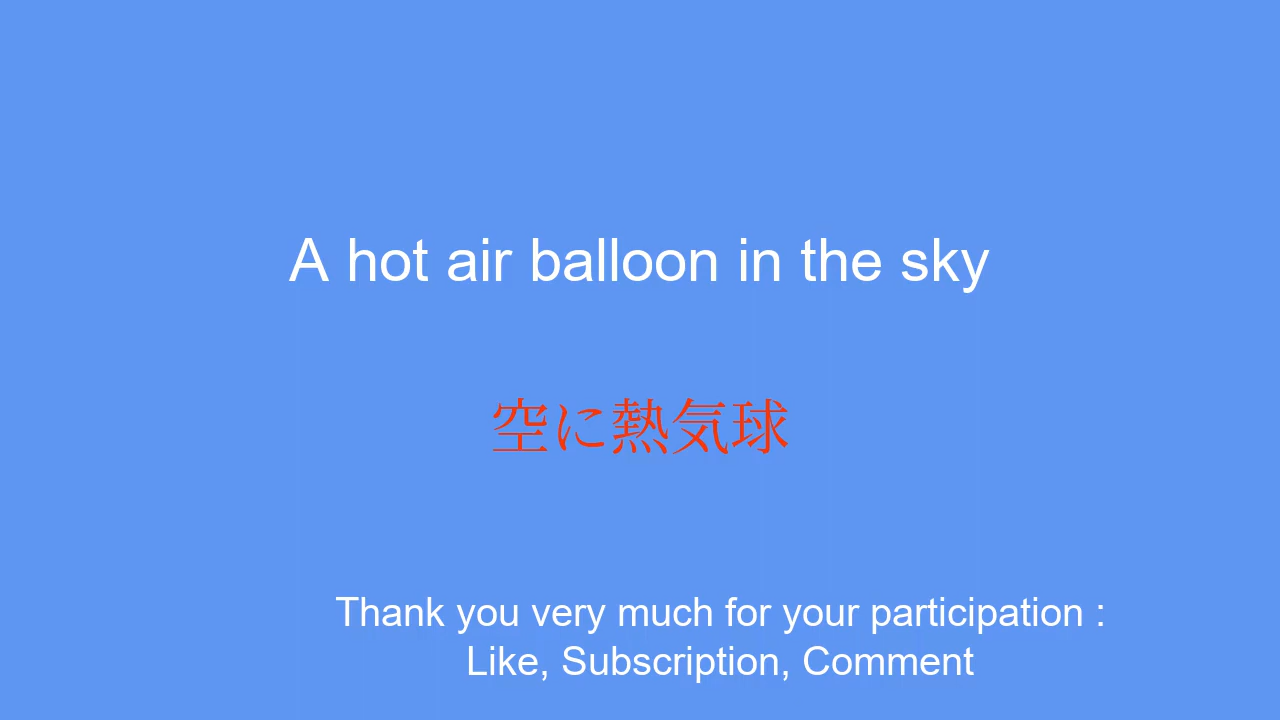 A hot air balloon in the sky
空に熱気球
Thank you very much for your participation :
Like, Subscription, Comment